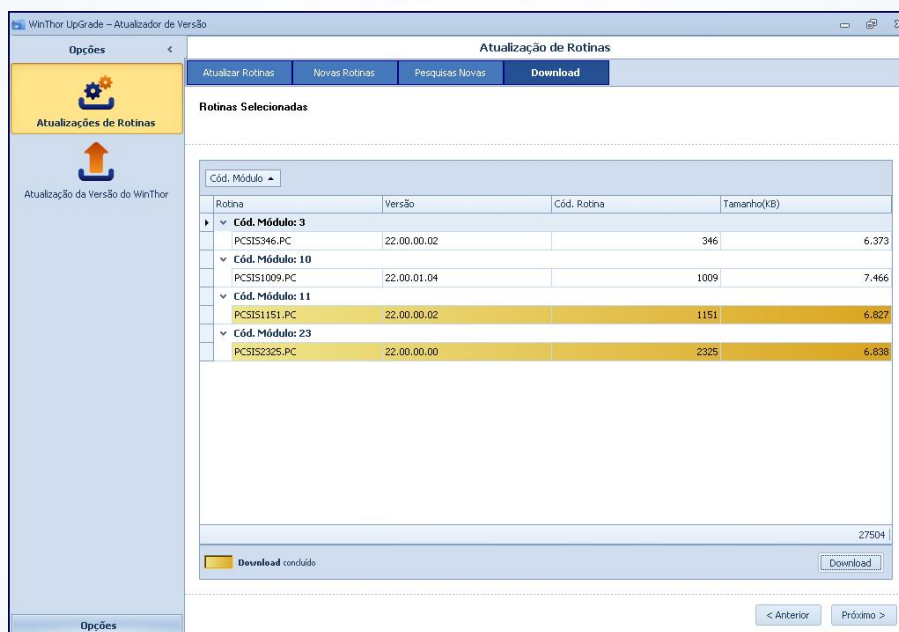 WinThor UpGrade – Atualizador de Versão
Opções
Atualização de Rotinas
Atualizar Rotinas
Novas Rotinas
Pesquisas Novas
Download
Atualizações de Rotinas
Atualização da Versão do WinThor
Rotinas Selecionadas
Cód. Módulo
Rotina Versão Cód. Rotina Tamanho(KB)
Cód. Módulo: 3
PCSIS346.PC 22.00.00.02 346 6.373
Cód. Módulo: 10
PCSIS1009.PC 22.00.01.04 1009 7.466
Cód. Módulo: 11
PCSIS1151.PC 22.00.00.02 1151 6.827
Cód. Módulo: 23
PCSIS2325.PC 22.00.00.00 2325 6.838
27504
Download concluído
Download
< Anterior
Próximo >
Opções